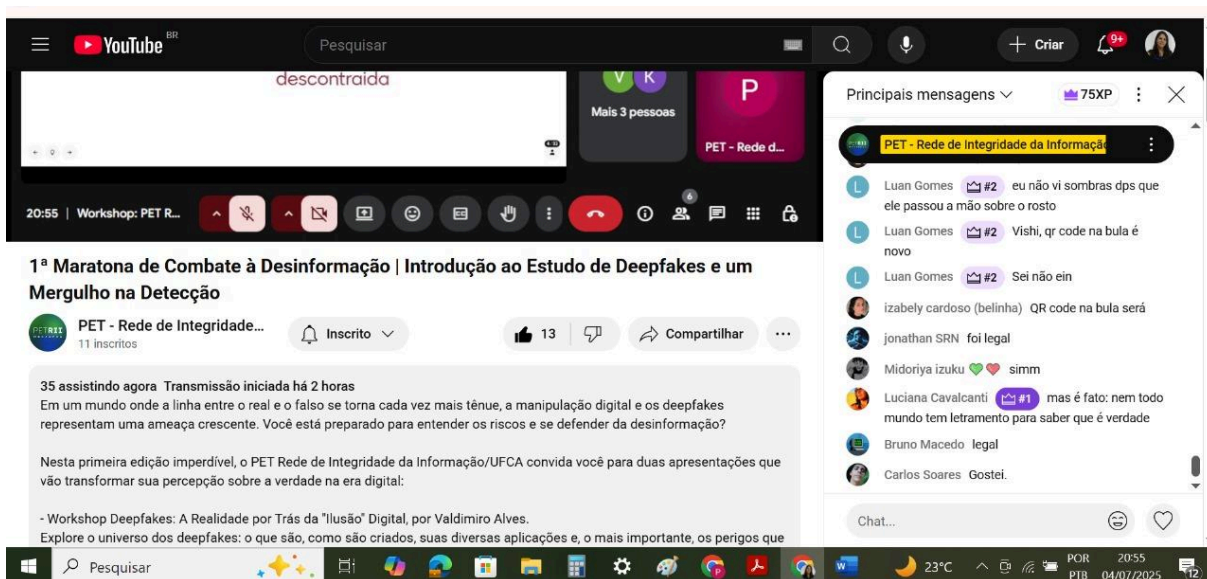 YouTube BR
Pesquisar
Criar
9+
descontraida
V K
Mais 3 pessoas
P
PET - Rede d...
20:55 | Workshop: PET R...
6
1ª Maratona de Combate à Desinformação | Introdução ao Estudo de Deepfakes e um
Mergulho na Detecção
PETRII
PET - Rede de Integridade...
11 inscritos
Inscrito
13
Compartilhar
35 assistindo agora Transmissão iniciada há 2 horas
Em um mundo onde a linha entre o real e o falso se torna cada vez mais tênue, a manipulação digital e os deepfakes
representam uma ameaça crescente. Você está preparado para entender os riscos e se defender da desinformação?
Nesta primeira edição imperdível, o PET Rede de Integridade da Informação/UFCA convida você para duas apresentações que
vão transformar sua percepção sobre a verdade na era digital:
- Workshop Deepfakes: A Realidade por Trás da "Ilusão" Digital, por Valdimiro Alves.
Explore o universo dos deepfakes: o que são, como são criados, suas diversas aplicações e, o mais importante, os perigos que
Principais mensagens
75XP
PET - Rede de Integridade da Informaçã
L Luan Gomes #2 eu não vi sombras dps que
ele passou a mão sobre o rosto
L Luan Gomes #2 Vishi, qr code na bula é
novo
L Luan Gomes #2 Sei não ein
izabely cardoso (belinha) QR code na bula será
jonathan SRN foi legal
Midoriya izuku 💚❤️ simm
Luciana Cavalcanti #1 mas é fato: nem todo
mundo tem letramento para saber que é verdade
Bruno Macedo legal
Carlos Soares Gostei.
Chat...
Pesquisar
23°C
POR
PTB
20:55
04/07/2025
12